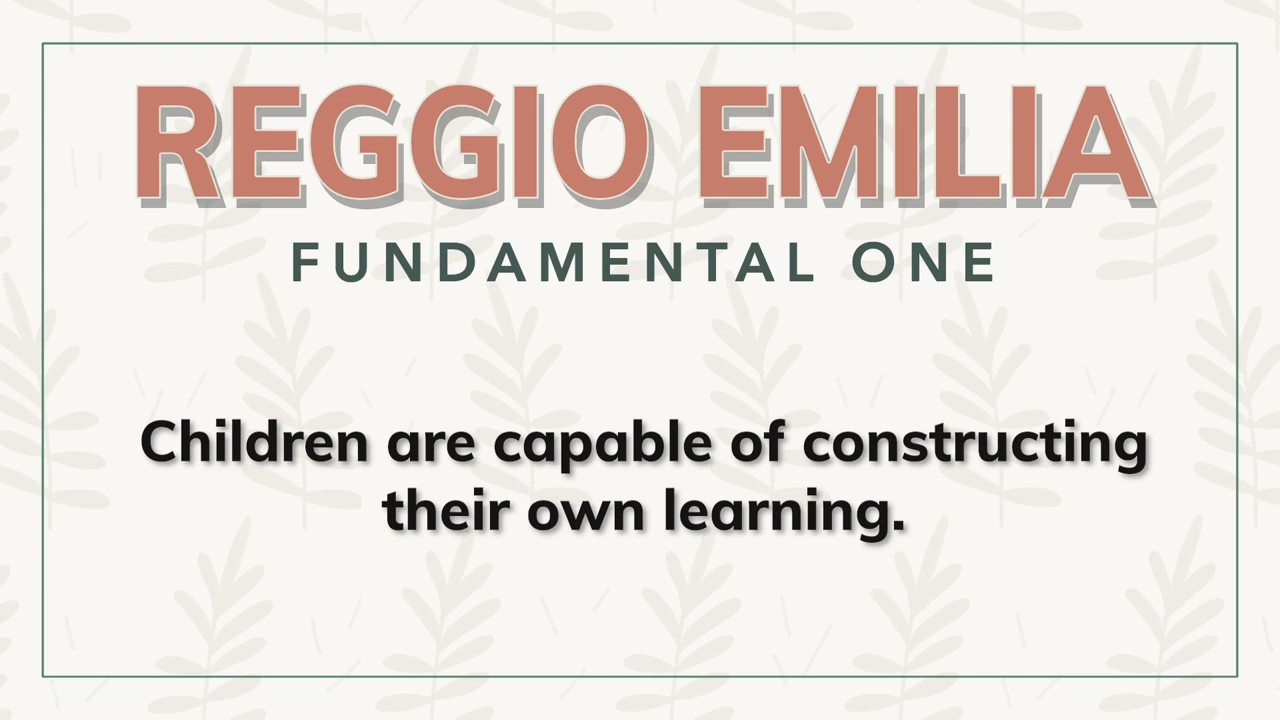 REGGIO EMILIA
FUNDAMENTAL ONE
Children are capable of constructing
their own learning.